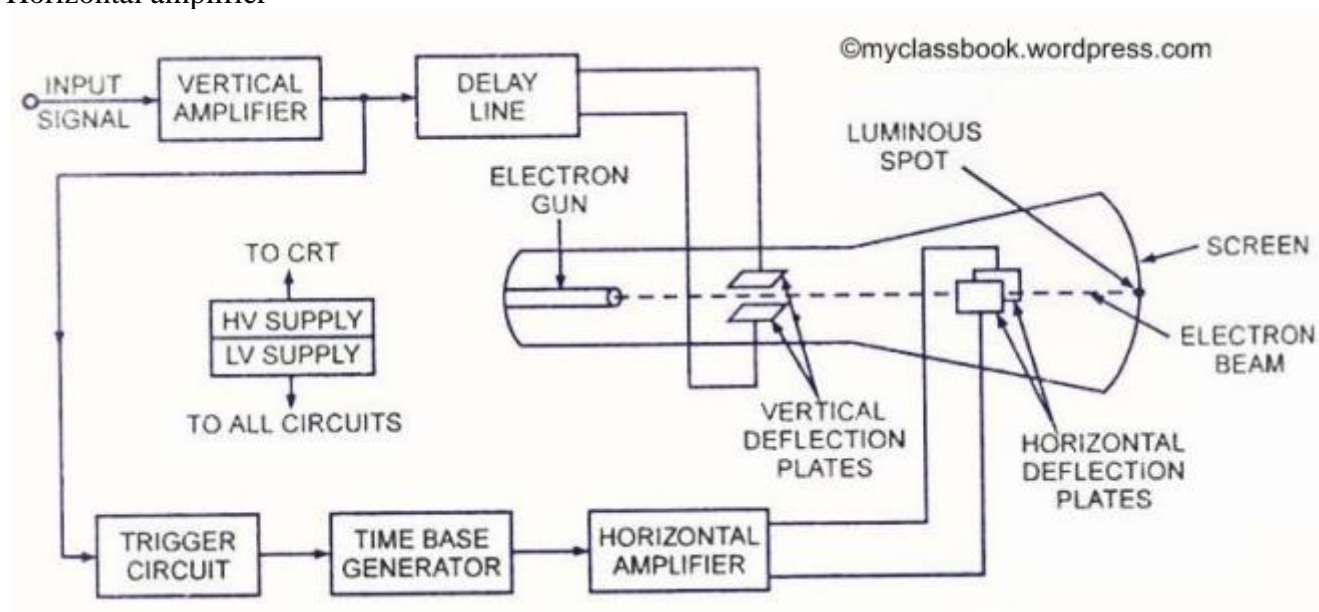 Horizontal amplifier
©myclassbook.wordpress.com
INPUT
SIGNAL
VERTICAL
AMPLIFIER
DELAY
LINE
LUMINOUS
SPOT
ELECTRON
GUN
SCREEN
TO CRT
HV SUPPLY
LV SUPPLY
TO ALL CIRCUITS
ELECTRON
BEAM
VERTICAL
DEFLECTION
PLATES
HORIZONTAL
DEFLECTION
PLATES
TRIGGER
CIRCUIT
TIME BASE
GENERATOR
HORIZONTAL
AMPLIFIER